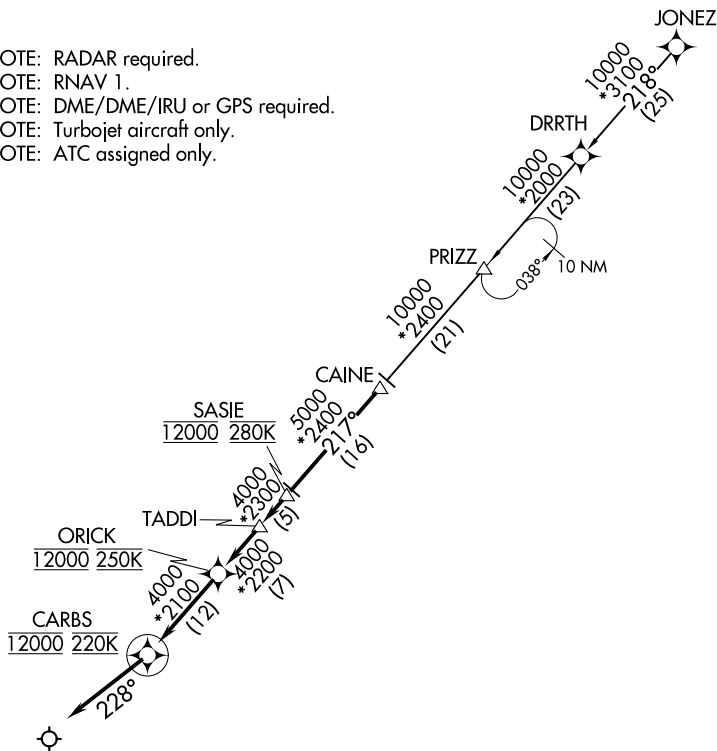 JONEZ
OTE: RADAR required.
OTE: RNAV 1.
OTE: DME/DME/IRU or GPS required.
OTE: Turbojet aircraft only.
OTE: ATC assigned only.
10000
*3100
218°
(25)
DRRTH
10000
*2000
(23)
PRIZZ
038°
10 NM
10000
*2400
(21)
CAINE
SASIE
12000 280K
5000
*2400
217°
(16)
4000
*2300
(5)
TADDI
ORICK
12000 250K
4000
*2200
(7)
4000
*2100
(12)
CARBS
12000 220K
228°